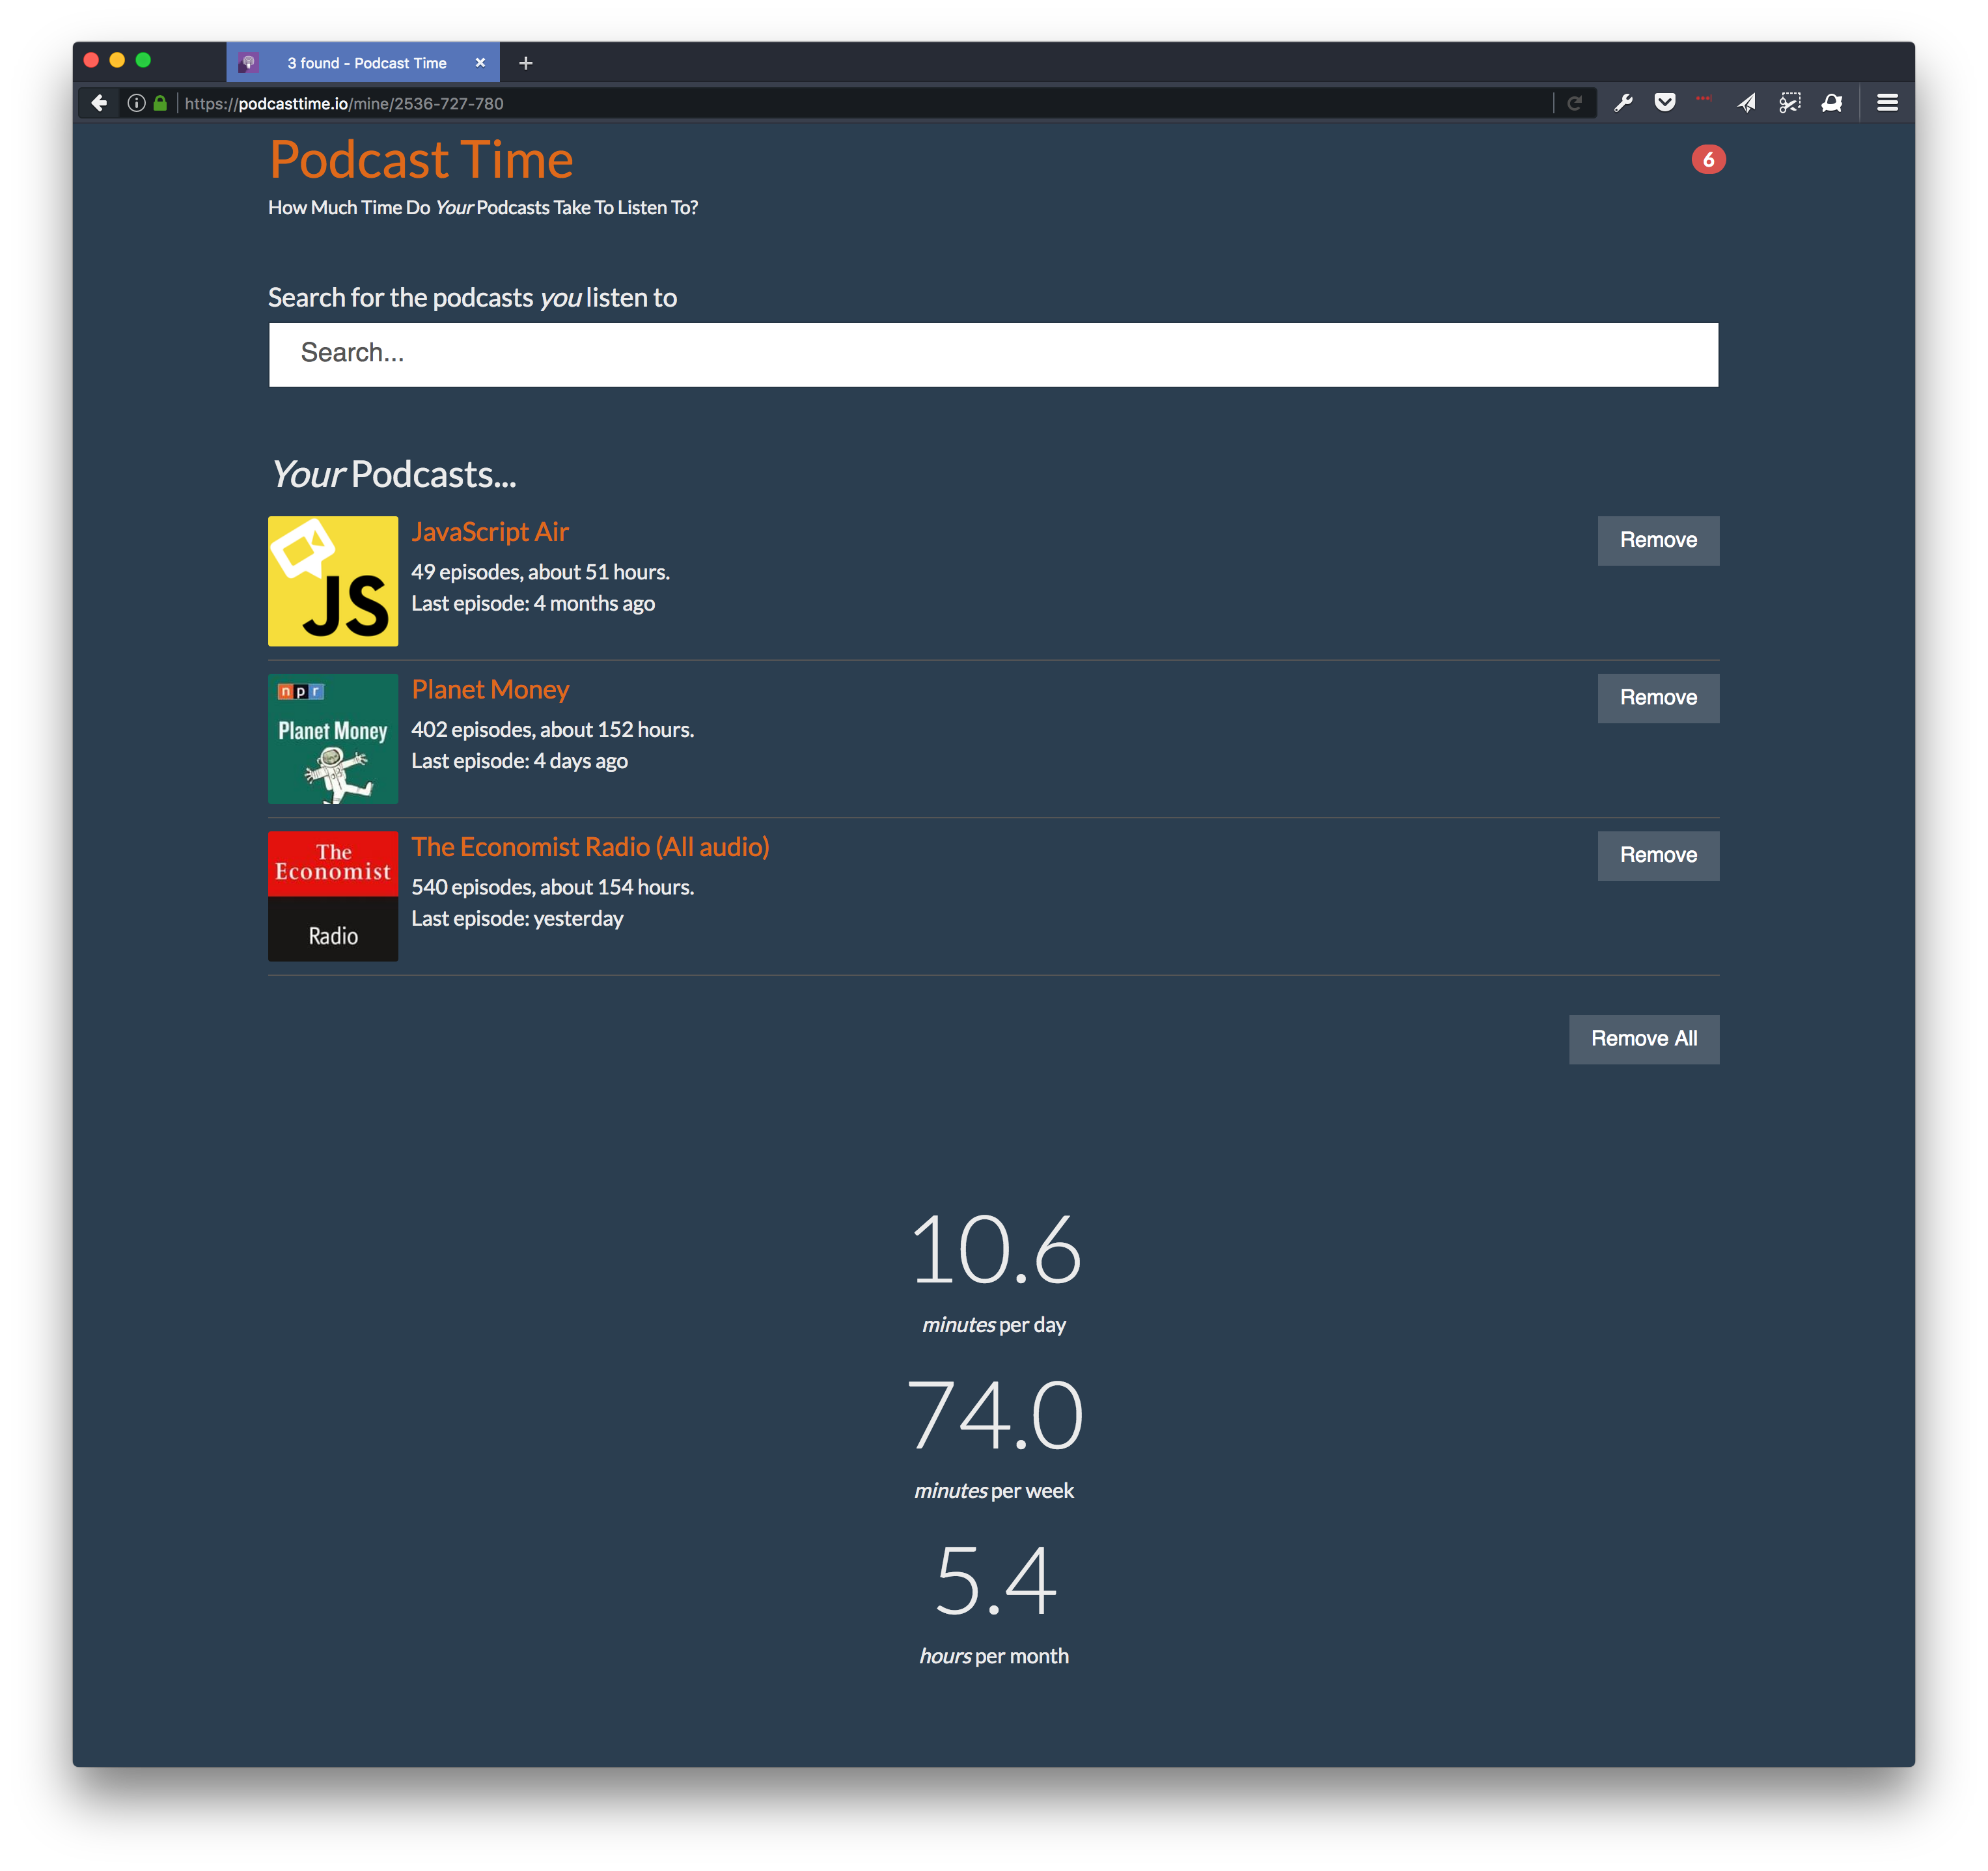 3 found - Podcast Time
https://podcasttime.io/mine/2536-727-780
Podcast Time
6
How Much Time Do Your Podcasts Take To Listen To?
Search for the podcasts you listen to
Search...
Your Podcasts...
JS
JavaScript Air
Remove
49 episodes, about 51 hours.
Last episode: 4 months ago
npr
Planet Money
Planet Money
Remove
402 episodes, about 152 hours.
Last episode: 4 days ago
The
Economist
Radio
The Economist Radio (All audio)
Remove
540 episodes, about 154 hours.
Last episode: yesterday
Remove All
10.6
minutes per day
74.0
minutes per week
5.4
hours per month